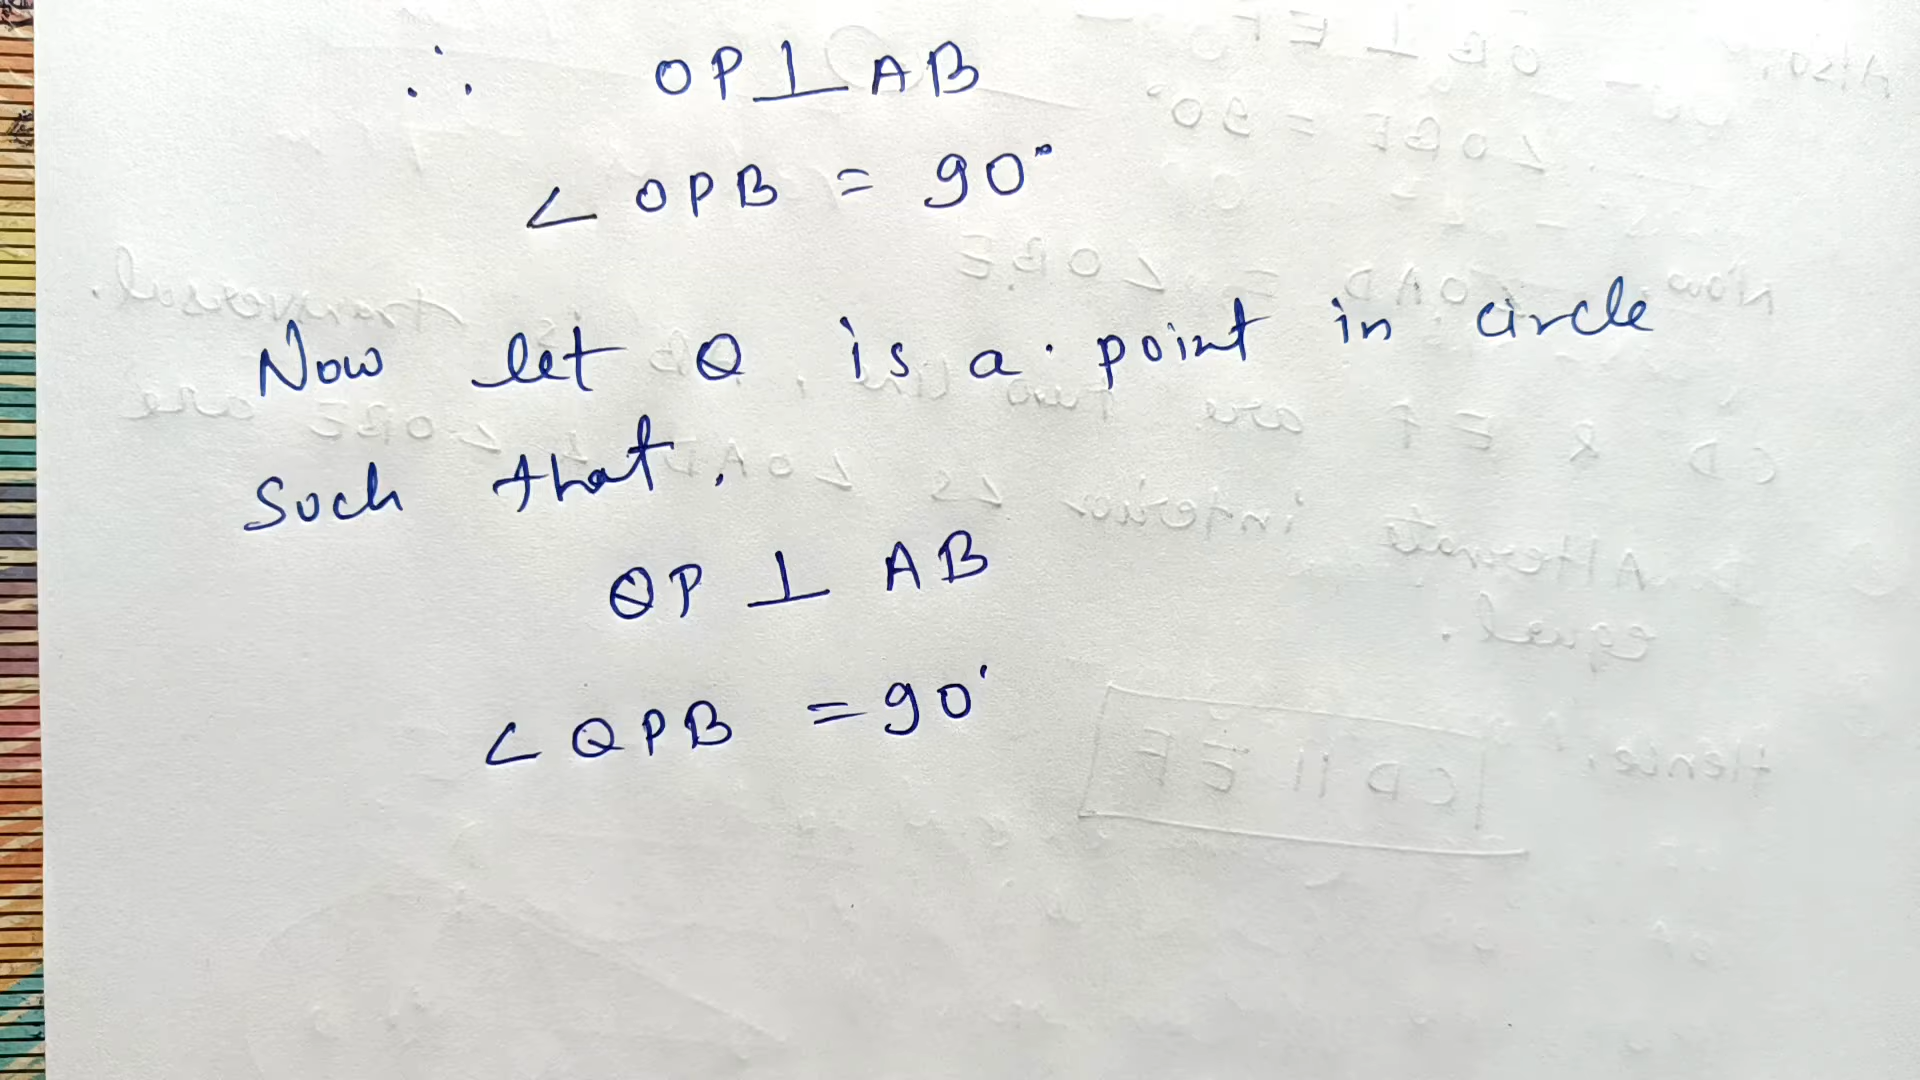 ∴ OP ⊥ AB
∠ OPB = 90°
Now let Q is a point in circle
Such that,
QP ⊥ AB
∠ QPB = 90°